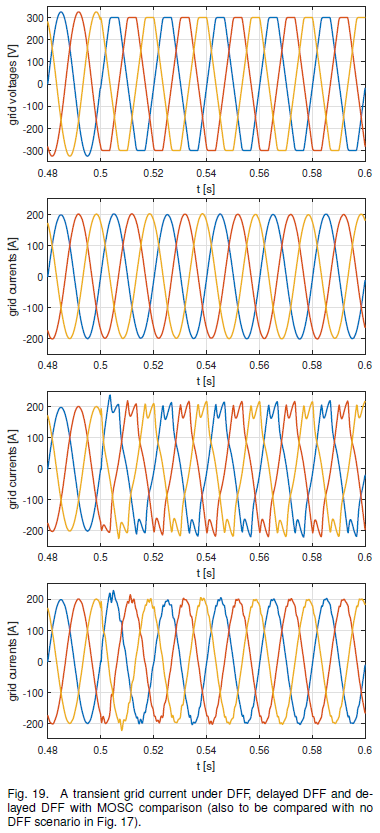 grid voltages [V]
300
200
100
0
-100
-200
-300
0.48 0.5 0.52 0.54 0.56 0.58 0.6
t [s]
grid currents [A]
200
100
0
-100
-200
0.48 0.5 0.52 0.54 0.56 0.58 0.6
t [s]
grid currents [A]
200
100
0
-100
-200
0.48 0.5 0.52 0.54 0.56 0.58 0.6
t [s]
grid currents [A]
200
100
0
-100
-200
0.48 0.5 0.52 0.54 0.56 0.58 0.6
t [s]
Fig. 19. A transient grid current under DFF, delayed DFF and de-
layed DFF with MOSC comparison (also to be compared with no
DFF scenario in Fig. 17).